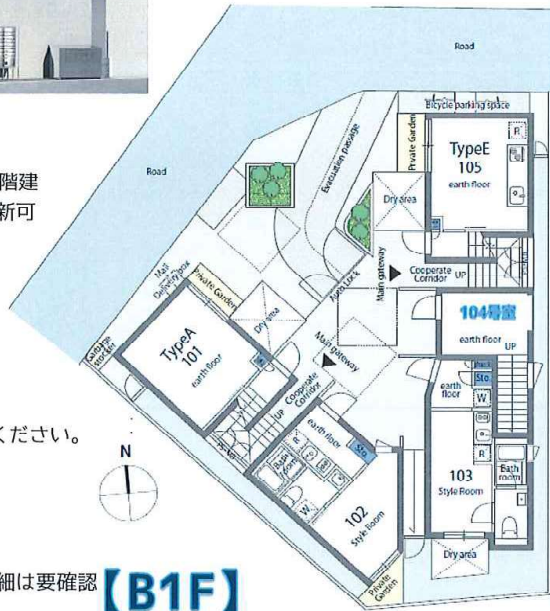 Road
Bicycle parking space
Private Garden
R
TypeE
105
earth floor
Evacuation passage
Dry area
Road
階建
新可
Mail
Delivery box
Private Garden
Auto Lock
Main gateway
Cooperate
Corridor
UP
104号室
earth floor
UP
Garbage
stocker
TypeA
101
earth floor
Dry area
Main gateway
Cooperate
Corridor
UP
earth floor
Sto.
W
R
103
Style Room
Bath
room
Dry area
ください。
N
earth floor
R
Bath
room
Sto.
W
102
Style Room
Private
Garden
細は要確認【B1F】